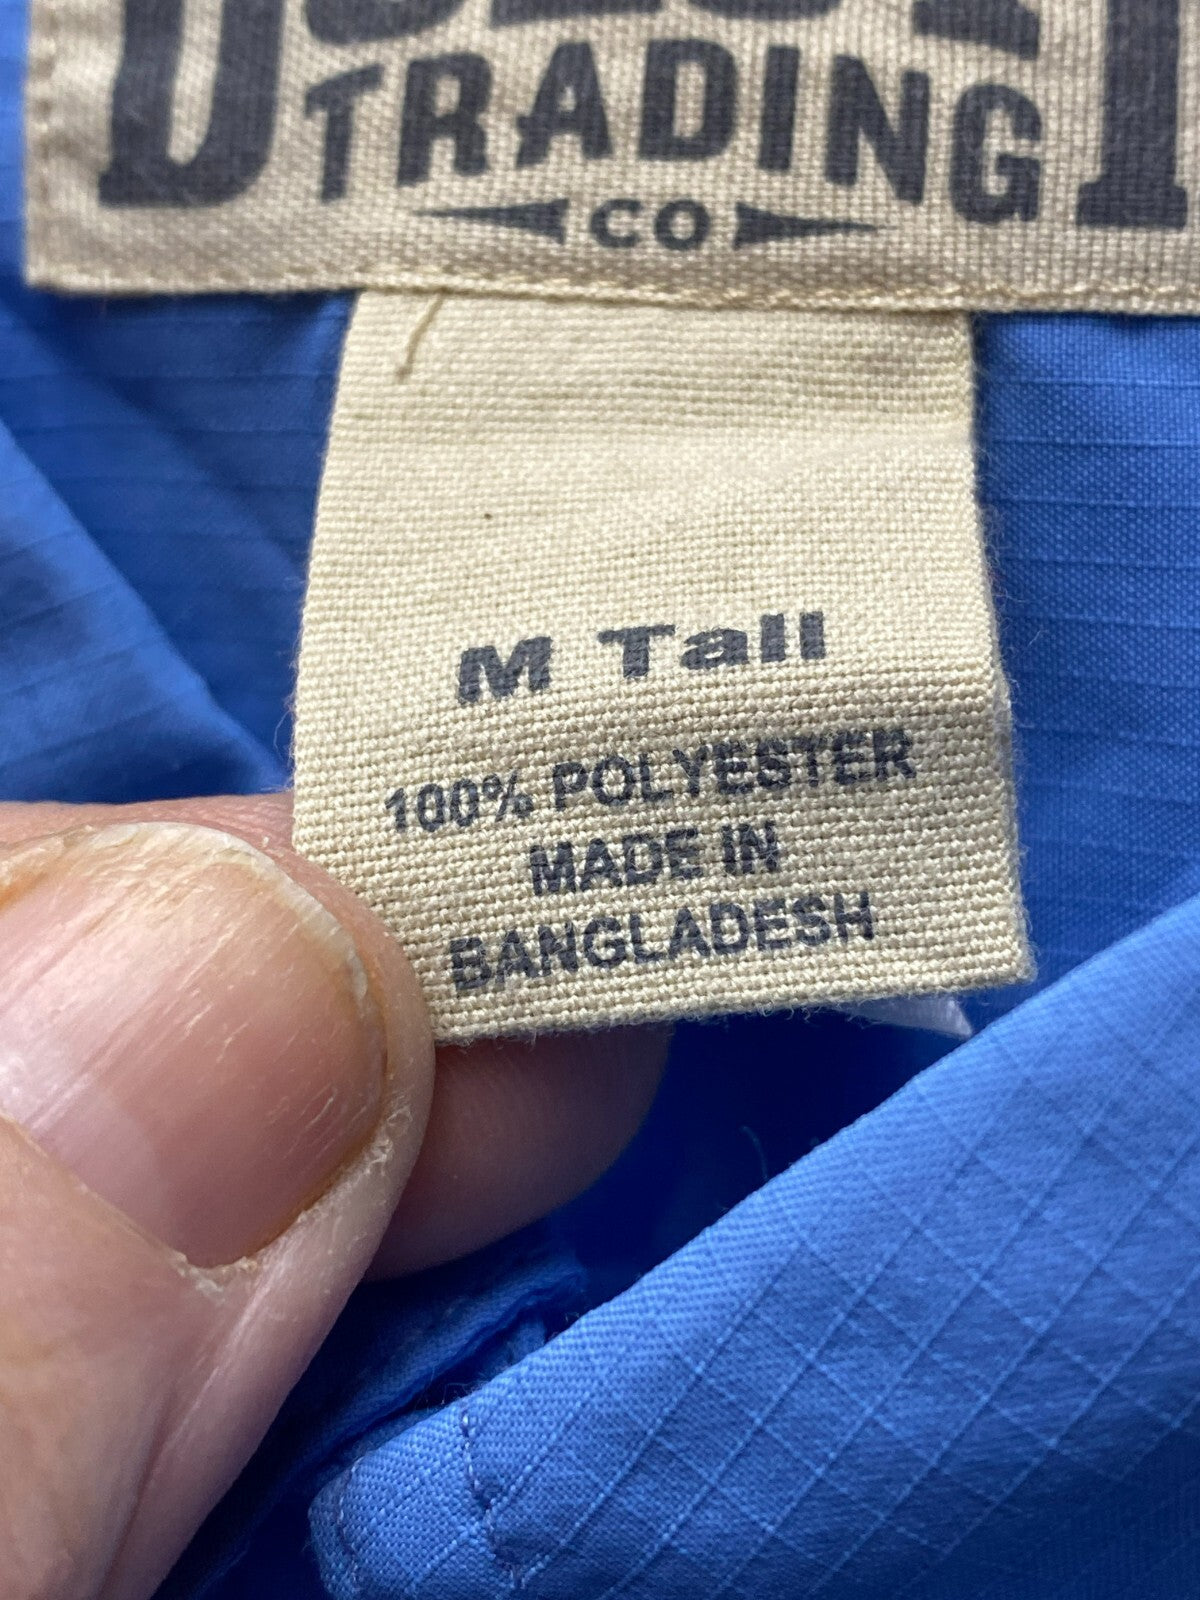 TRADING
CO
M Tall
100% POLYESTER
MADE IN
BANGLADESH